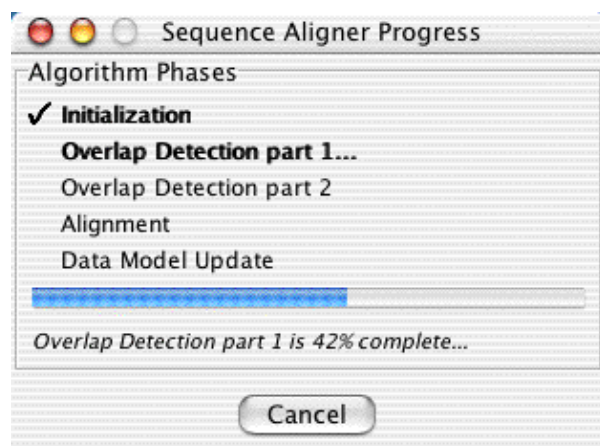 Sequence Aligner Progress
Algorithm Phases
✓ Initialization
Overlap Detection part 1...
Overlap Detection part 2
Alignment
Data Model Update
Overlap Detection part 1 is 42% complete...
Cancel